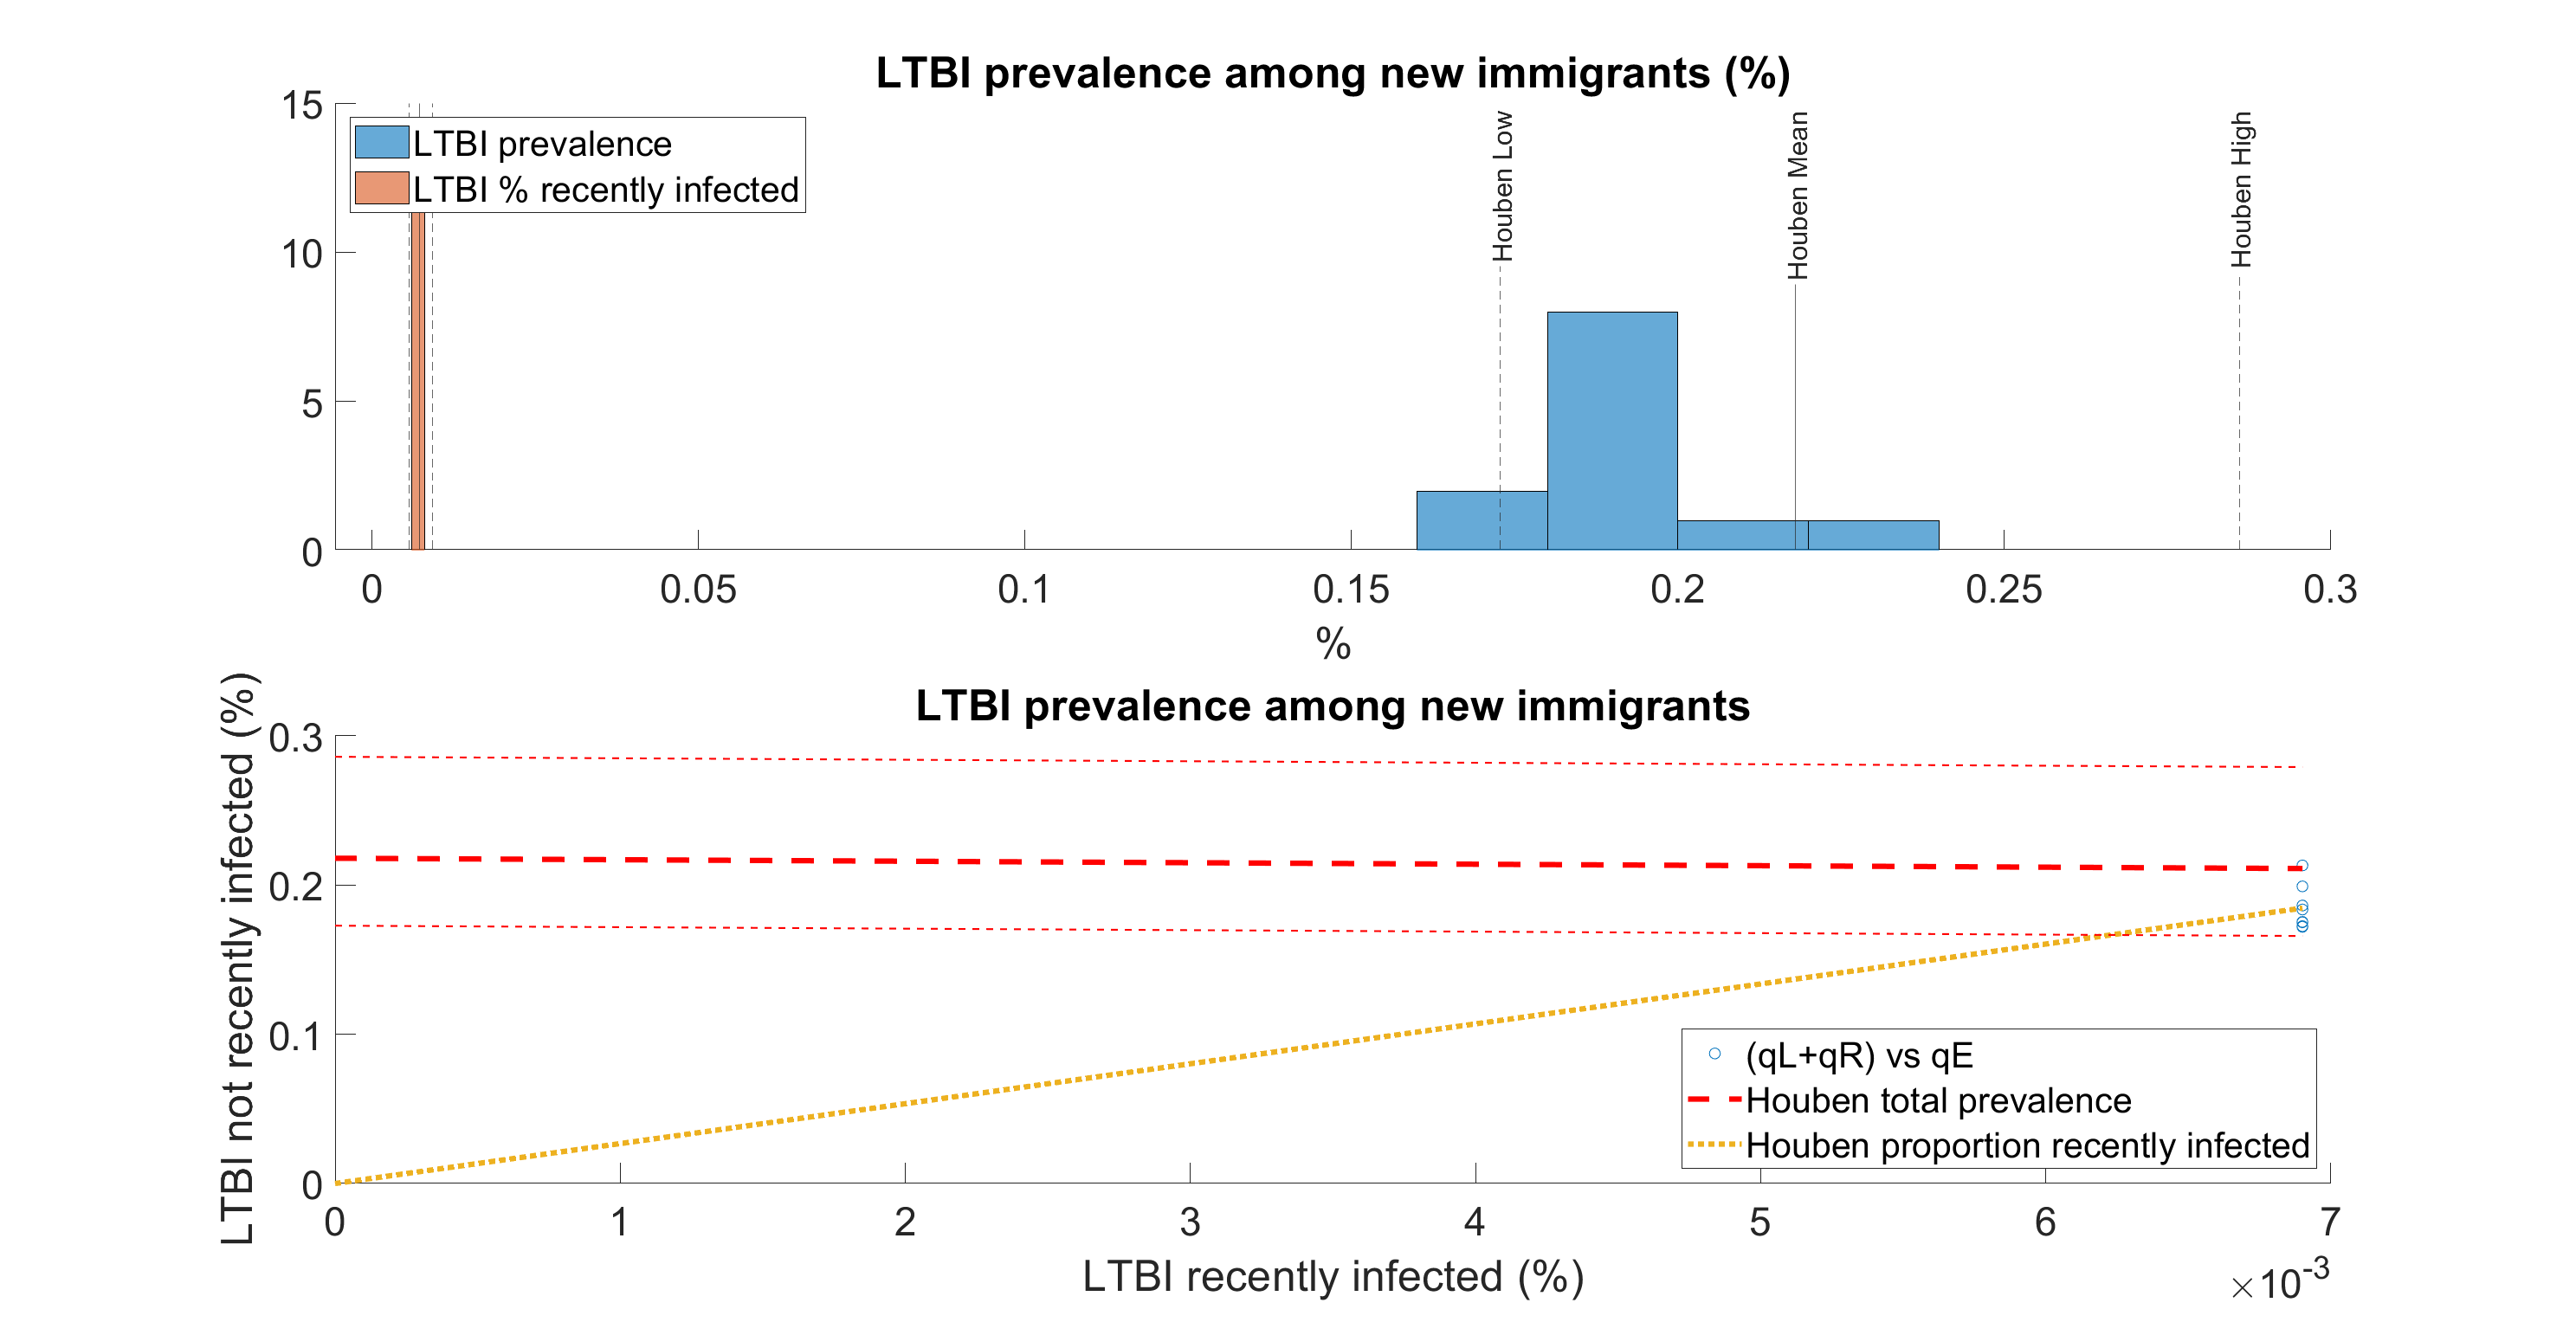 LTBI prevalence among new immigrants (%)
15
10
5
0
LTBI prevalence
LTBI % recently infected
Houben Low
Houben Mean
Houben High
0 0.05 0.1 0.15 0.2 0.25 0.3
%
LTBI prevalence among new immigrants
LTBI not recently infected (%)
0.3
0.2
0.1
0
(qL+qR) vs qE
Houben total prevalence
Houben proportion recently infected
0 1 2 3 4 5 6 7
LTBI recently infected (%)
×10⁻³